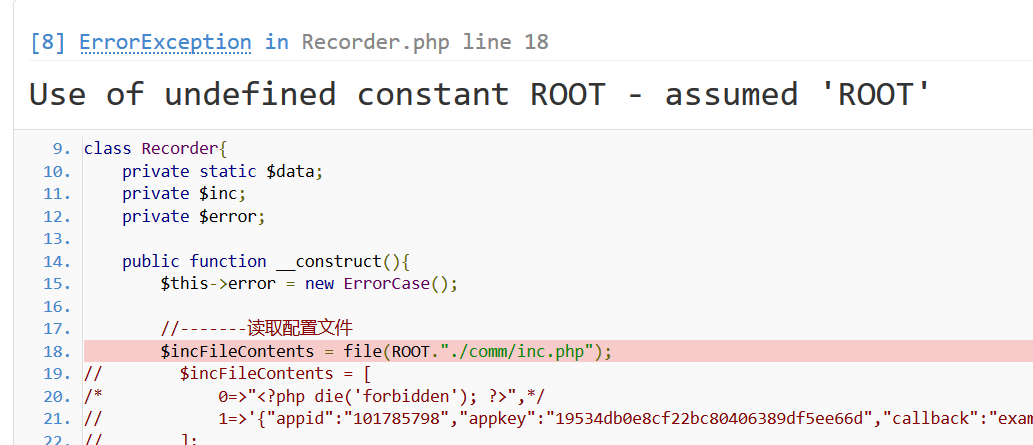 [8] ErrorException in Recorder.php line 18
Use of undefined constant ROOT - assumed 'ROOT'
9. class Recorder{
10.     private static $data;
11.     private $inc;
12.     private $error;
13.
14.     public function __construct(){
15.         $this->error = new ErrorCase();
16.
17.         //-------读取配置文件
18.         $incFileContents = file(ROOT."./comm/inc.php");
19. //        $incFileContents = [
20. /*            0=>"<?php die('forbidden'); ?>",*/
21. //            1=>'{"appid":"101785798","appkey":"19534db0e8cf22bc80406389df5ee66d","callback":"exam
22. //        ];